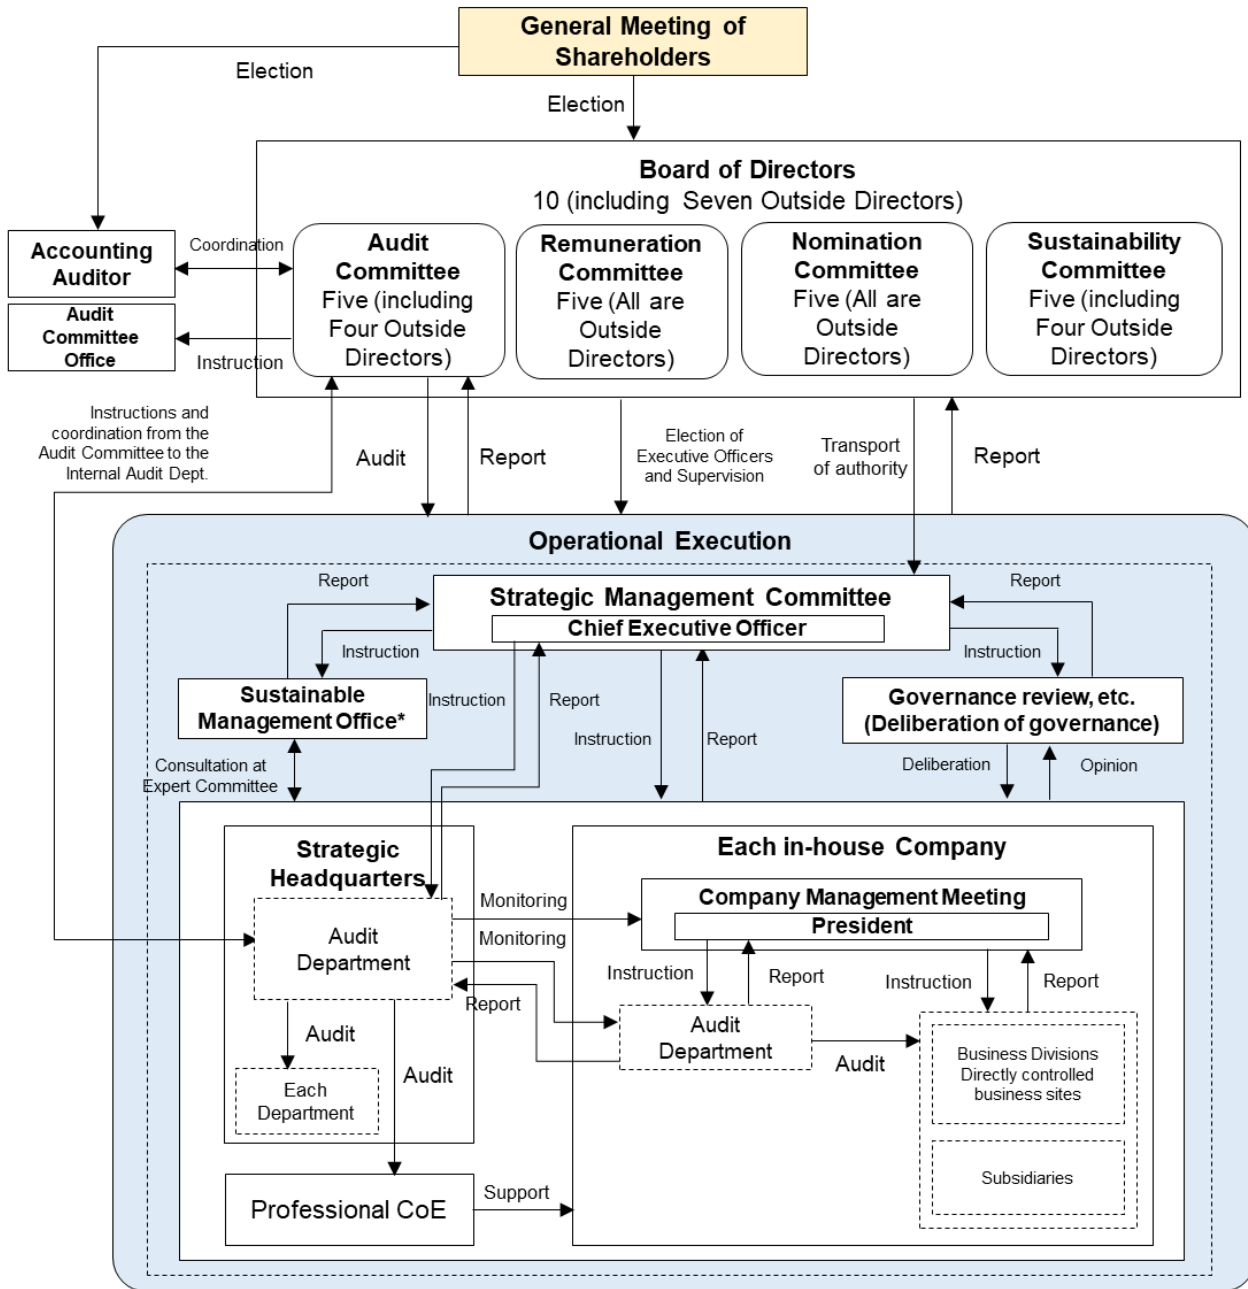 General Meeting of
Shareholders
Election
Election
Board of Directors
10 (including Seven Outside Directors)
Accounting
Auditor
Coordination
Audit
Committee
Five (including
Four Outside
Directors)
Remuneration
Committee
Five (All are
Outside
Directors)
Nomination
Committee
Five (All are
Outside
Directors)
Sustainability
Committee
Five (including
Four Outside
Directors)
Audit
Committee
Office
Instruction
Instructions and
coordination from the
Audit Committee to the
Internal Audit Dept.
Audit
Report
Election of
Executive Officers
and Supervision
Transport
of authority
Report
Operational Execution
Report
Strategic Management Committee
Chief Executive Officer
Report
Instruction
Instruction
Sustainable
Management Office*
Instruction
Report
Governance review, etc.
(Deliberation of governance)
Instruction
Report
Consultation at
Expert Committee
Deliberation
Opinion
Strategic
Headquarters
Each in-house Company
Audit
Department
Monitoring
Monitoring
Report
Company Management Meeting
President
Instruction
Report
Instruction
Report
Audit
Each
Department
Audit
Audit
Department
Audit
Business Divisions
Directly controlled
business sites
Subsidiaries
Professional CoE
Support